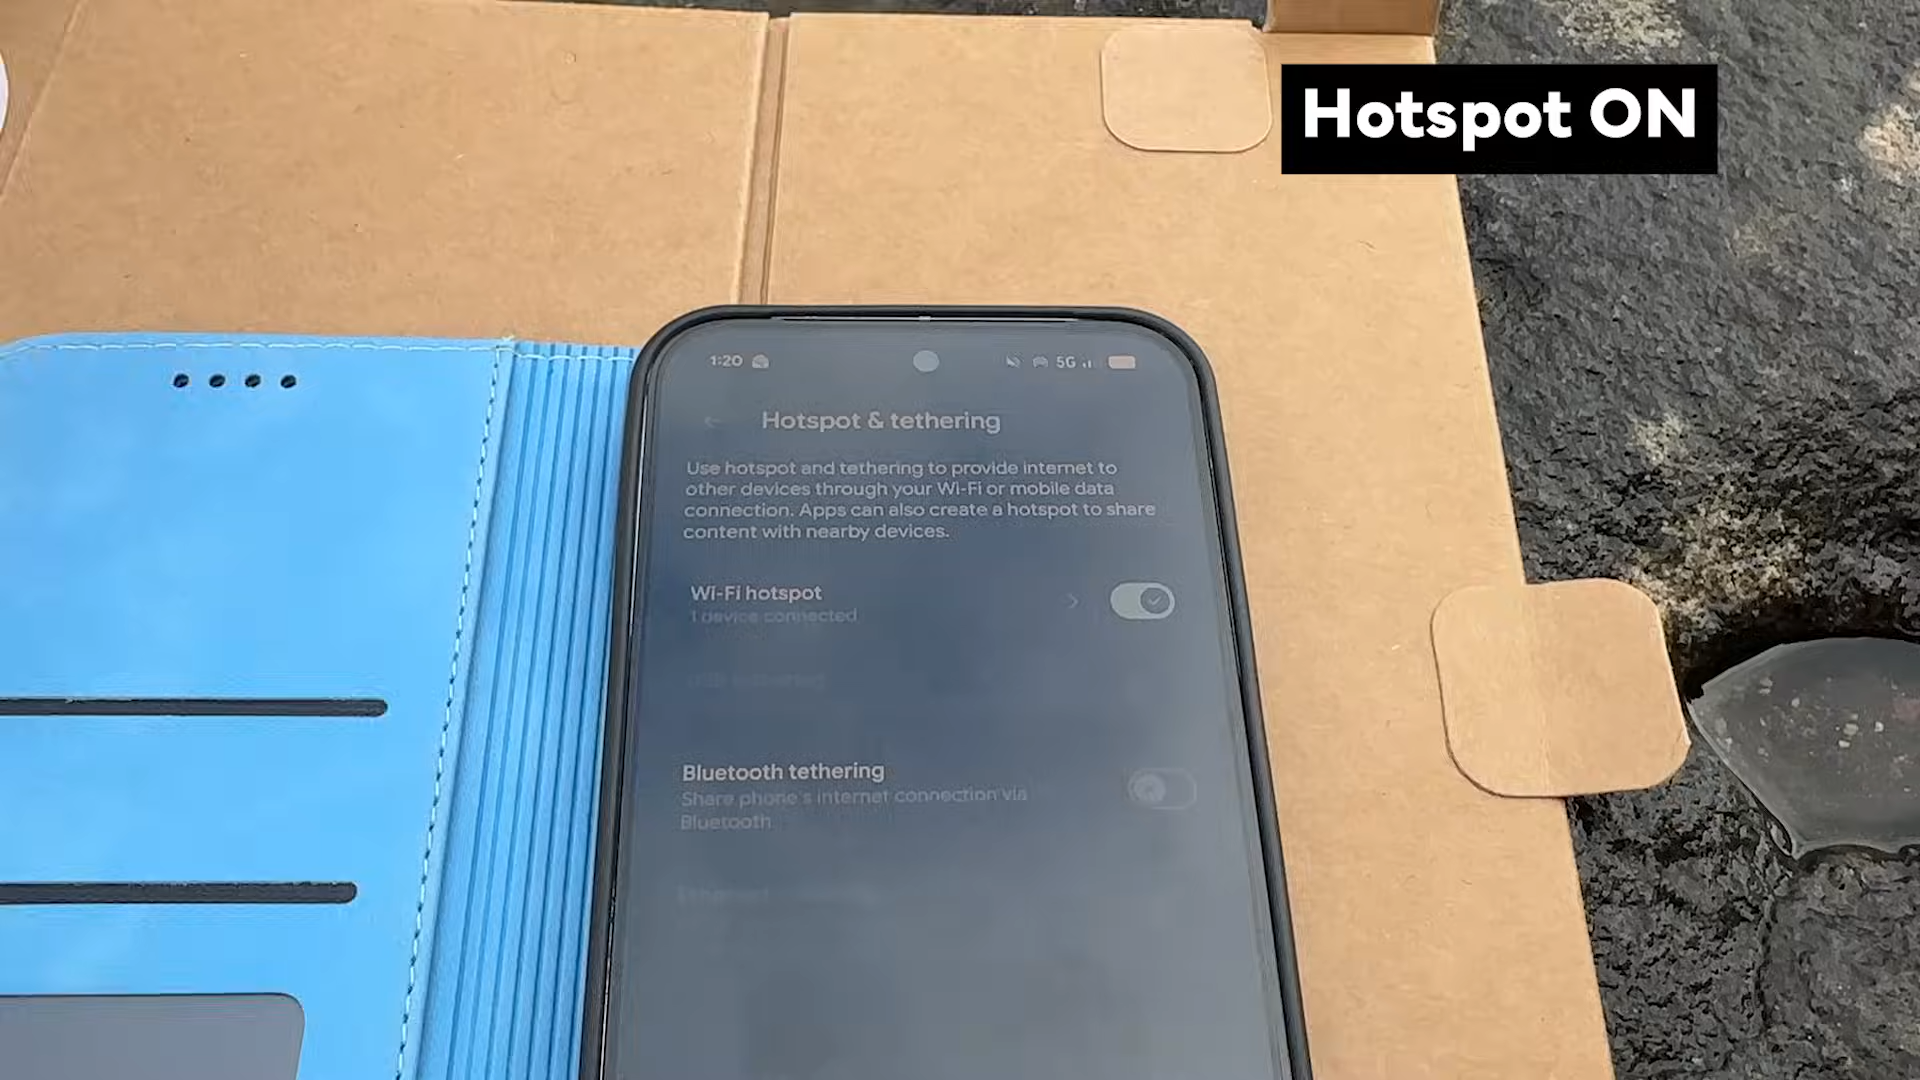 Hotspot ON
1:20 5G
Hotspot & tethering
Use hotspot and tethering to provide internet to
other devices through your Wi-Fi or mobile data
connection. Apps can also create a hotspot to share
content with nearby devices.
Wi-Fi hotspot
1 device connected
Bluetooth tethering
Share phone's internet connection via
Bluetooth